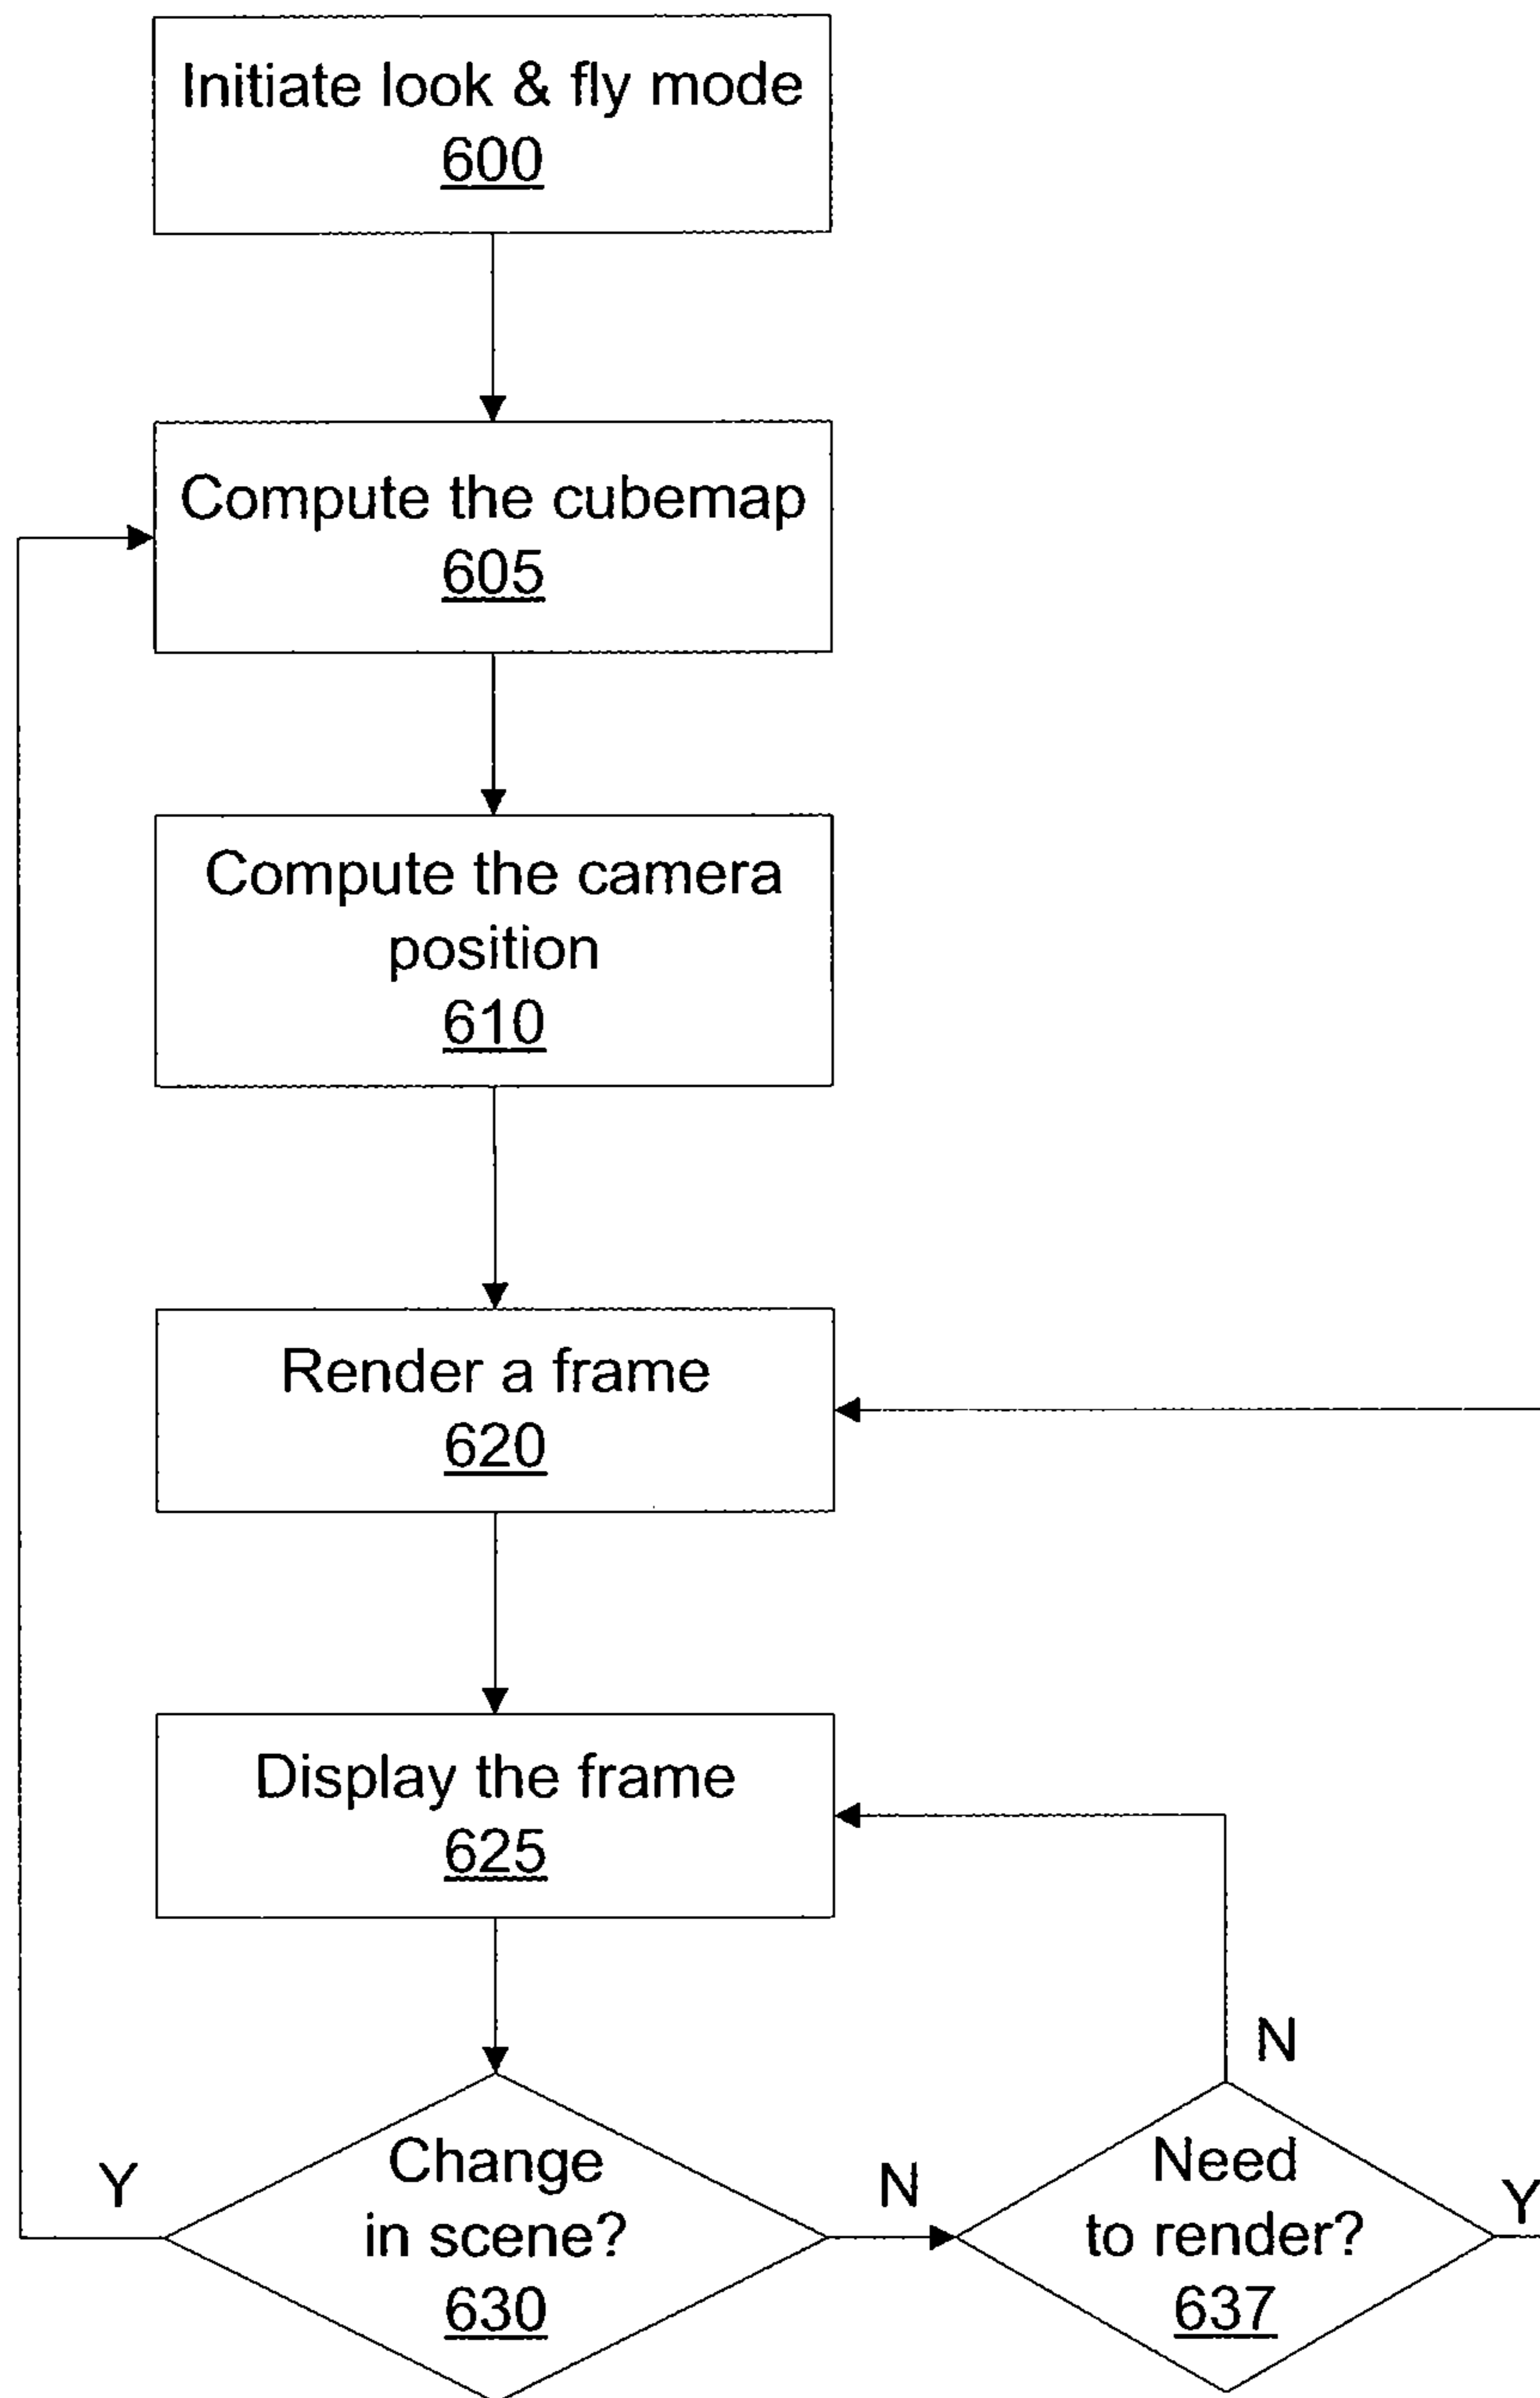 Initiate look & fly mode
600
Compute the cubemap
605
Compute the camera
position
610
Render a frame
620
Display the frame
625
N
Y
Change
in scene?
630
N
Need
to render?
637
Y